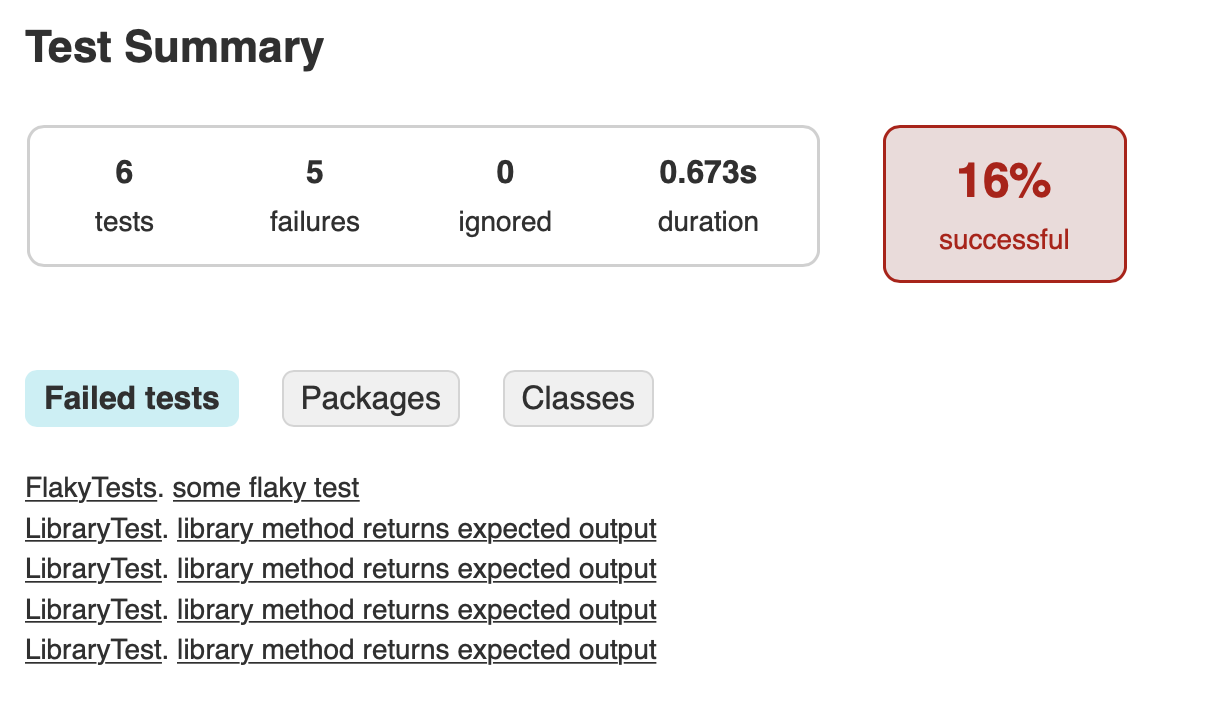 Test Summary
6 5 0 0.673s
tests failures ignored duration
16%
successful
Failed tests Packages Classes
FlakyTests. some flaky test
LibraryTest. library method returns expected output
LibraryTest. library method returns expected output
LibraryTest. library method returns expected output
LibraryTest. library method returns expected output